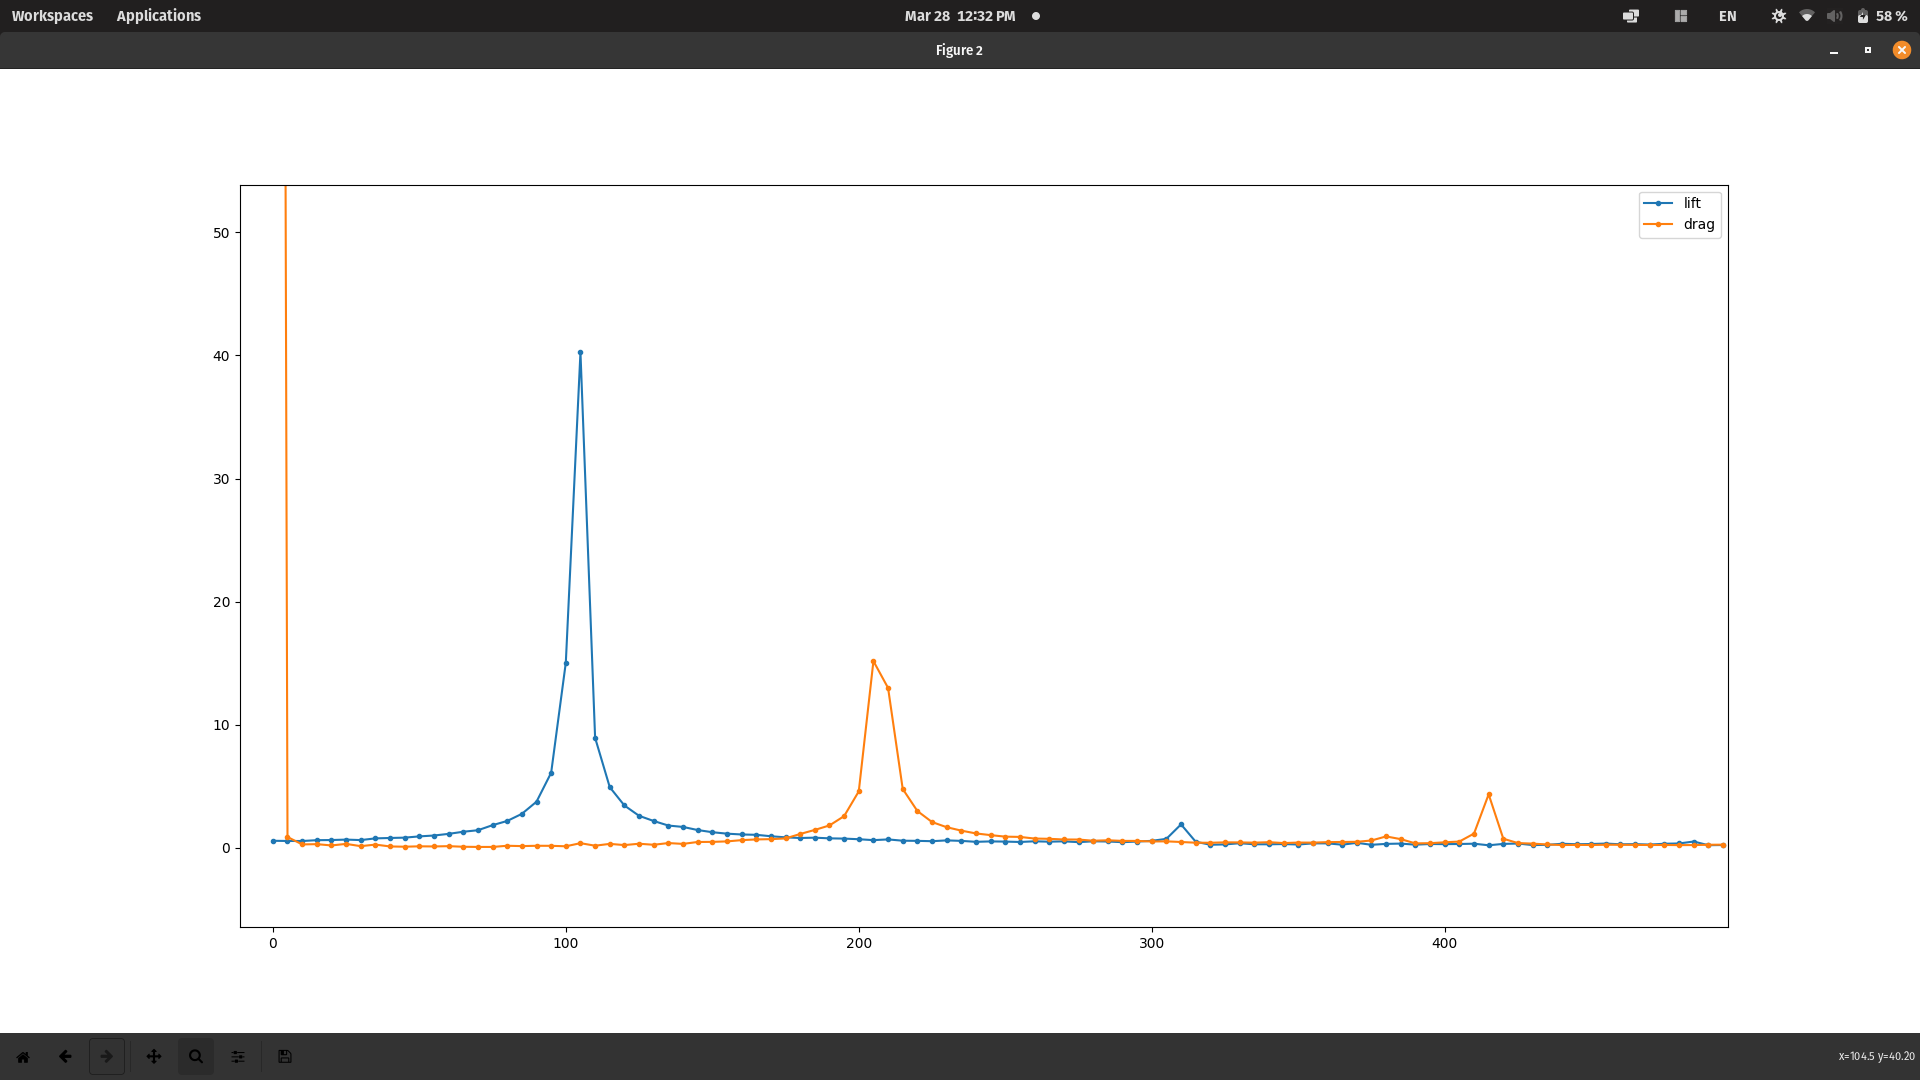 Workspaces Applications Mar 28 12:32 PM EN 58 %
Figure 2
lift
drag
50
40
30
20
10
0
0 100 200 300 400
x=104.5 y=40.20